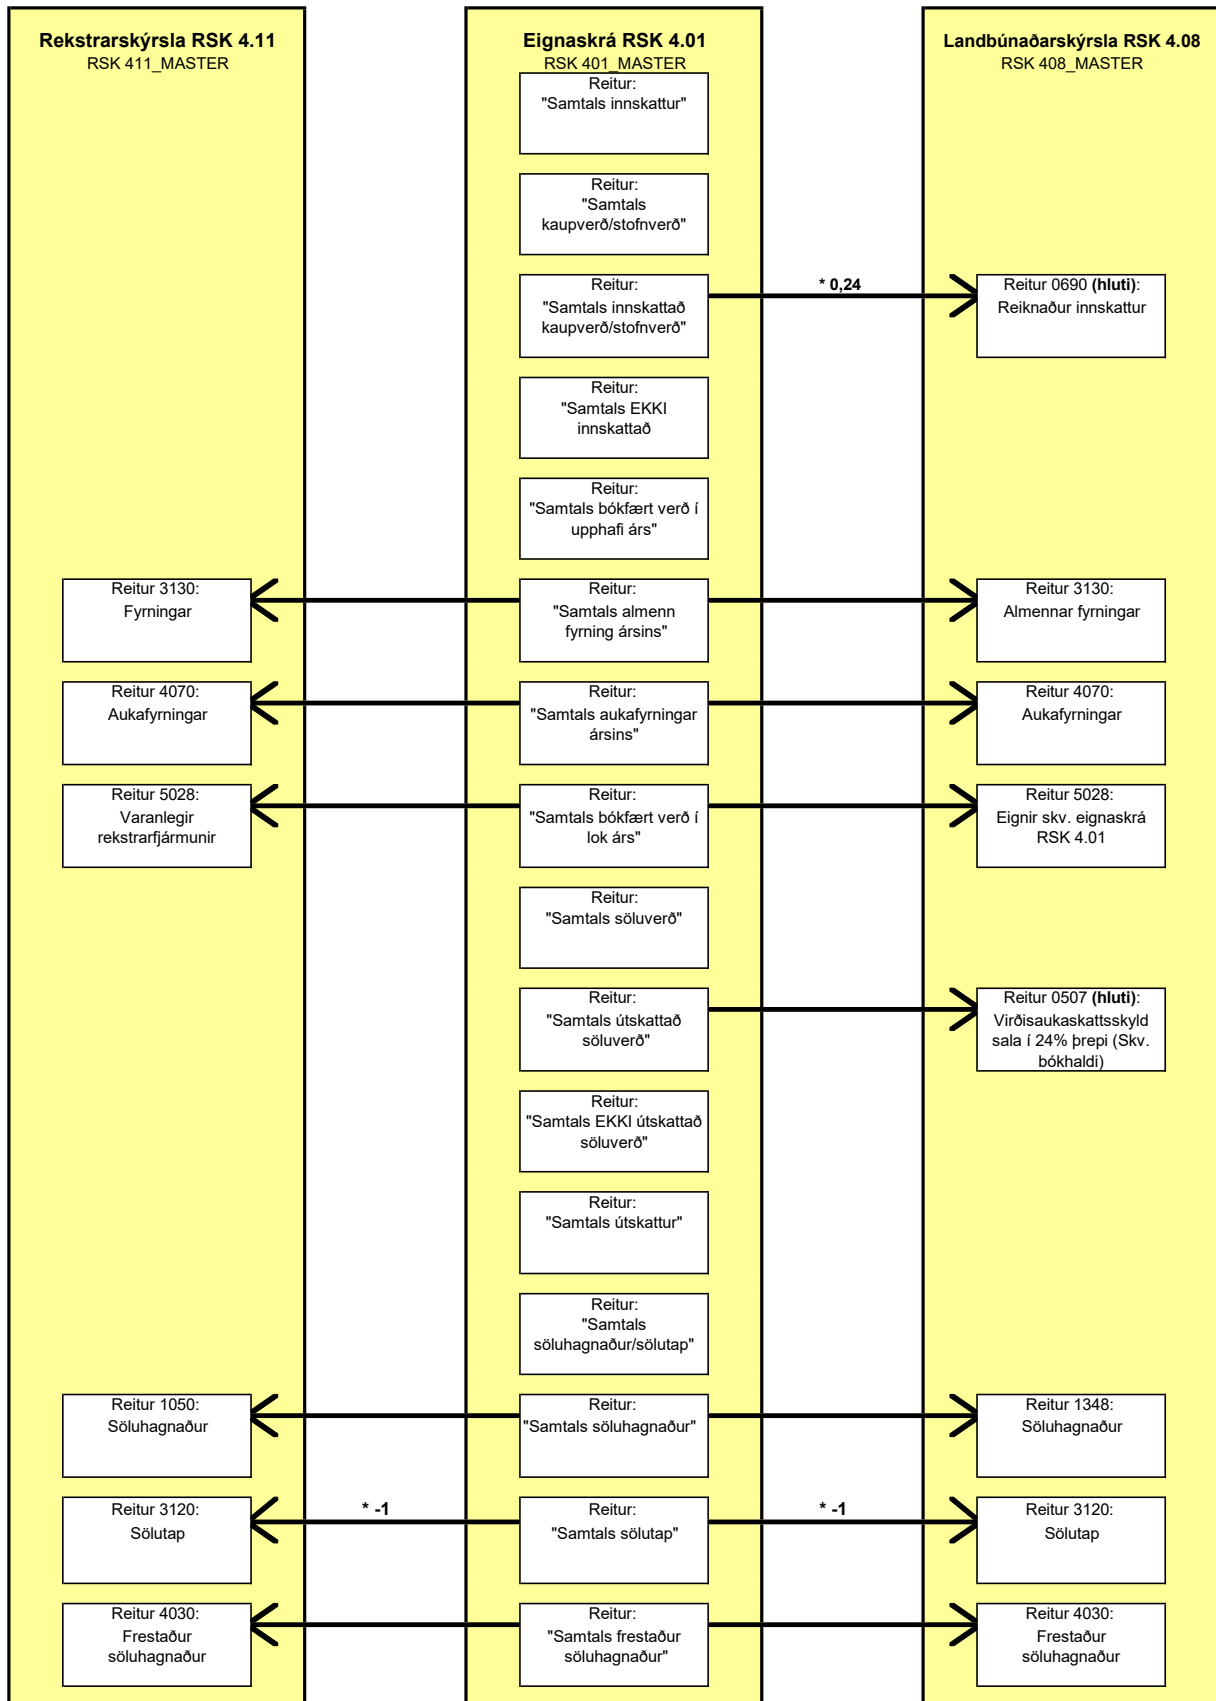 Rekstrarskýrsla RSK 4.11
RSK 411_MASTER
Eignaskrá RSK 4.01
RSK 401_MASTER
Landbúnaðarskýrsla RSK 4.08
RSK 408_MASTER
Reitur:
"Samtals innskattur"
Reitur:
"Samtals
kaupverð/stofnverð"
Reitur:
"Samtals innskattað
kaupverð/stofnverð"
* 0,24
Reitur 0690 (hluti):
Reiknaður innskattur
Reitur:
"Samtals EKKI
innskattað
Reitur:
"Samtals bókfært verð í
upphafi árs"
Reitur 3130:
Fyrningar
Reitur:
"Samtals almenn
fyrning ársins"
Reitur 3130:
Almennar fyrningar
Reitur 4070:
Aukafyrningar
Reitur:
"Samtals aukafyrningar
ársins"
Reitur 4070:
Aukafyrningar
Reitur 5028:
Varanlegir
rekstrarfjármunir
Reitur:
"Samtals bókfært verð í
lok árs"
Reitur 5028:
Eignir skv. eignaskrá
RSK 4.01
Reitur:
"Samtals söluverð"
Reitur:
"Samtals útskattað
söluverð"
Reitur 0507 (hluti):
Virðisaukaskattsskyld
sala í 24% þrepi (Skv.
bókhaldi)
Reitur:
"Samtals EKKI útskattað
söluverð"
Reitur:
"Samtals útskattur"
Reitur:
"Samtals
söluhagnaður/sölutap"
Reitur 1050:
Söluhagnaður
Reitur:
"Samtals söluhagnaður"
Reitur 1348:
Söluhagnaður
Reitur 3120:
Sölutap
* -1
Reitur:
"Samtals sölutap"
* -1
Reitur 3120:
Sölutap
Reitur 4030:
Frestaður
söluhagnaður
Reitur:
"Samtals frestaður
söluhagnaður"
Reitur 4030:
Frestaður
söluhagnaður